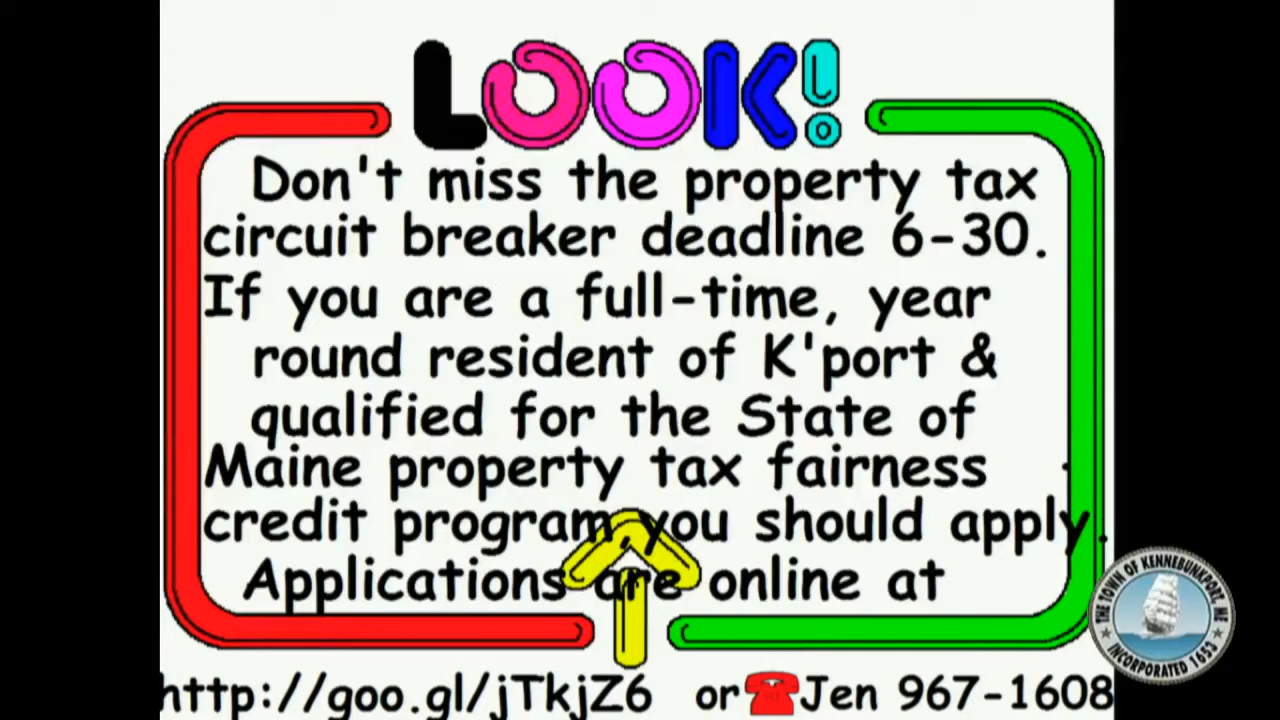 LOOK!
Don't miss the property tax
circuit breaker deadline 6-30.
If you are a full-time, year
round resident of K'port &
qualified for the State of
Maine property tax fairness
credit program, you should apply.
Applications are online at
http://goo.gl/jTkjZ6 or Jen 967-1608
THE TOWN OF KENNEBUNKPORT, ME
INCORPORATED 1653